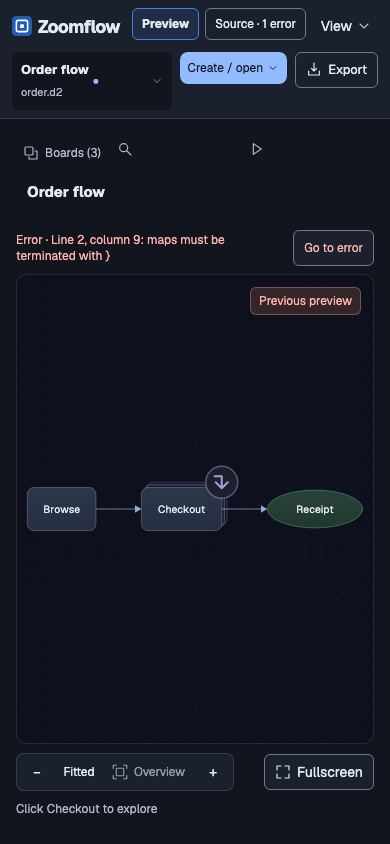 Zoomflow
Preview
Source · 1 error
View
Order flow
order.d2
Create / open
Export
Boards (3)
Order flow
Error · Line 2, column 9: maps must be
terminated with }
Go to error
Previous preview
Browse
Checkout
Receipt
Fitted
Overview
+
Fullscreen
Click Checkout to explore